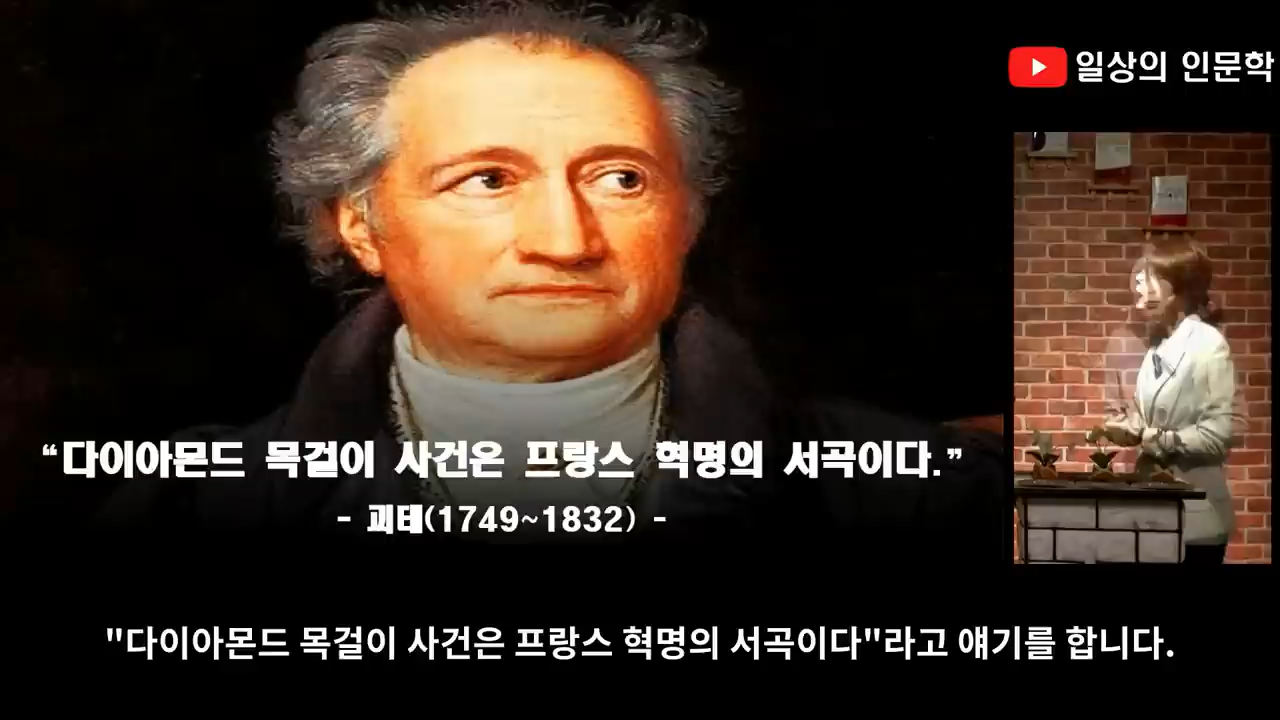 일상의 인문학
“다이아몬드 목걸이 사건은 프랑스 혁명의 서곡이다.”
- 괴테(1749~1832) -
"다이아몬드 목걸이 사건은 프랑스 혁명의 서곡이다"라고 얘기를 합니다.